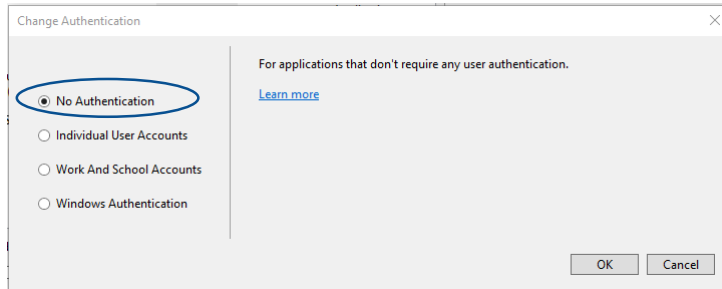 Change Authentication
For applications that don't require any user authentication.
Learn more
No Authentication
Individual User Accounts
Work And School Accounts
Windows Authentication
OK
Cancel